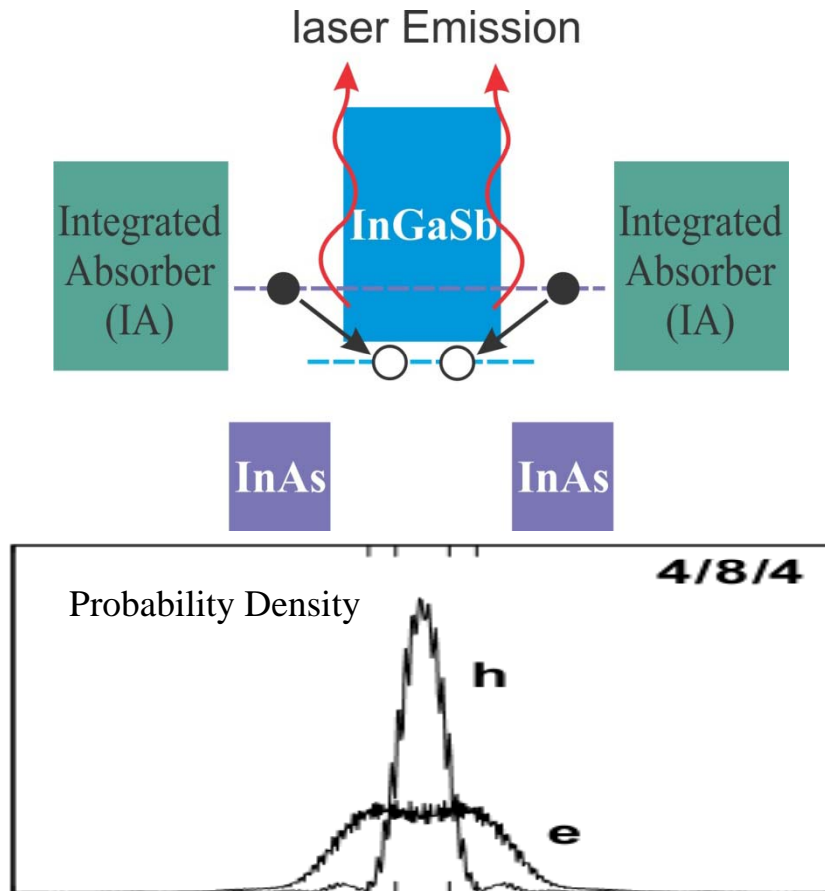 laser Emission
Integrated
Absorber
(IA)
InGaSb
Integrated
Absorber
(IA)
InAs
InAs
4/8/4
Probability Density
h
e